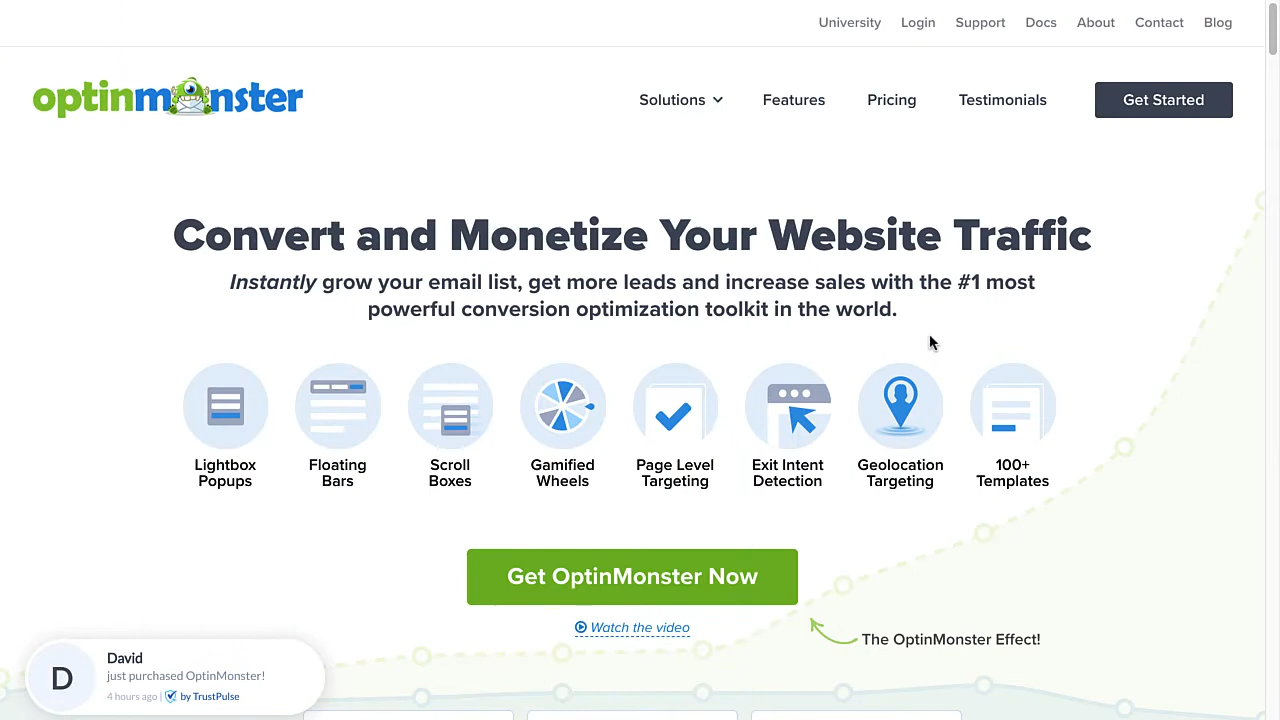 University Login Support Docs About Contact Blog
optinmonster
Solutions Features Pricing Testimonials Get Started
Convert and Monetize Your Website Traffic
Instantly grow your email list, get more leads and increase sales with the #1 most
powerful conversion optimization toolkit in the world.
Lightbox Popups
Floating Bars
Scroll Boxes
Gamified Wheels
Page Level Targeting
Exit Intent Detection
Geolocation Targeting
100+ Templates
Get OptinMonster Now
Watch the video
The OptinMonster Effect!
D
David
just purchased OptinMonster!
4 hours ago | by TrustPulse